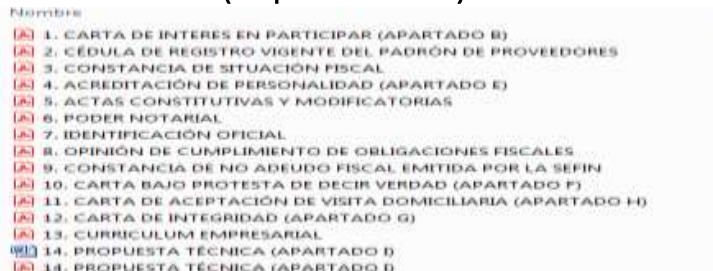 Nombre
1. CARTA DE INTERES EN PARTICIPAR (APARTADO B)
2. CÉDULA DE REGISTRO VIGENTE DEL PADRÓN DE PROVEEDORES
3. CONSTANCIA DE SITUACIÓN FISCAL
4. ACREDITACIÓN DE PERSONALIDAD (APARTADO E)
5. ACTAS CONSTITUTIVAS Y MODIFICATORIAS
6. PODER NOTARIAL
7. IDENTIFICACIÓN OFICIAL
8. OPINIÓN DE CUMPLIMIENTO DE OBLIGACIONES FISCALES
9. CONSTANCIA DE NO ADEUDO FISCAL EMITIDA POR LA SEFIN
10. CARTA BAJO PROTESTA DE DECIR VERDAD (APARTADO F)
11. CARTA DE ACEPTACIÓN DE VISITA DOMICILIARIA (APARTADO H)
12. CARTA DE INTEGRIDAD (APARTADO G)
13. CURRICULUM EMPRESARIAL
14. PROPUESTA TÉCNICA (APARTADO I)
14. PROPUESTA TÉCNICA (APARTADO I)